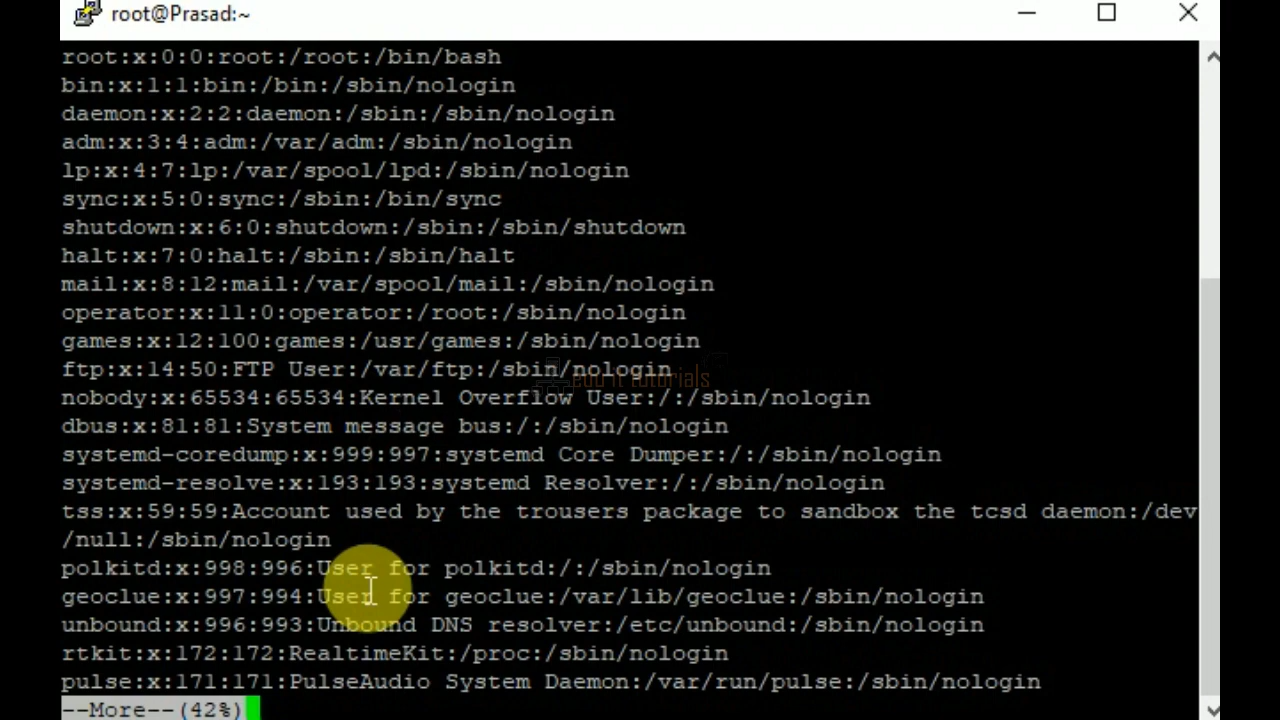 root@Prasad:~
root:x:0:0:root:/root:/bin/bash
bin:x:1:1:bin:/bin:/sbin/nologin
daemon:x:2:2:daemon:/sbin:/sbin/nologin
adm:x:3:4:adm:/var/adm:/sbin/nologin
lp:x:4:7:lp:/var/spool/lpd:/sbin/nologin
sync:x:5:0:sync:/sbin:/bin/sync
shutdown:x:6:0:shutdown:/sbin:/sbin/shutdown
halt:x:7:0:halt:/sbin:/sbin/halt
mail:x:8:12:mail:/var/spool/mail:/sbin/nologin
operator:x:11:0:operator:/root:/sbin/nologin
games:x:12:100:games:/usr/games:/sbin/nologin
ftp:x:14:50:FTP User:/var/ftp:/sbin/nologin
tutorials
nobody:x:65534:65534:Kernel Overflow User:/:/sbin/nologin
dbus:x:81:81:System message bus:/:/sbin/nologin
systemd-coredump:x:999:997:systemd Core Dumper:/:/sbin/nologin
systemd-resolve:x:193:193:systemd Resolver:/:/sbin/nologin
tss:x:59:59:Account used by the trousers package to sandbox the tcsd daemon:/dev
/null:/sbin/nologin
polkitd:x:998:996:User for polkitd:/:/sbin/nologin
geoclue:x:997:994:User for geoclue:/var/lib/geoclue:/sbin/nologin
unbound:x:996:993:Unbound DNS resolver:/etc/unbound:/sbin/nologin
rtkit:x:172:172:RealtimeKit:/proc:/sbin/nologin
pulse:x:171:171:PulseAudio System Daemon:/var/run/pulse:/sbin/nologin
--More--(42%)